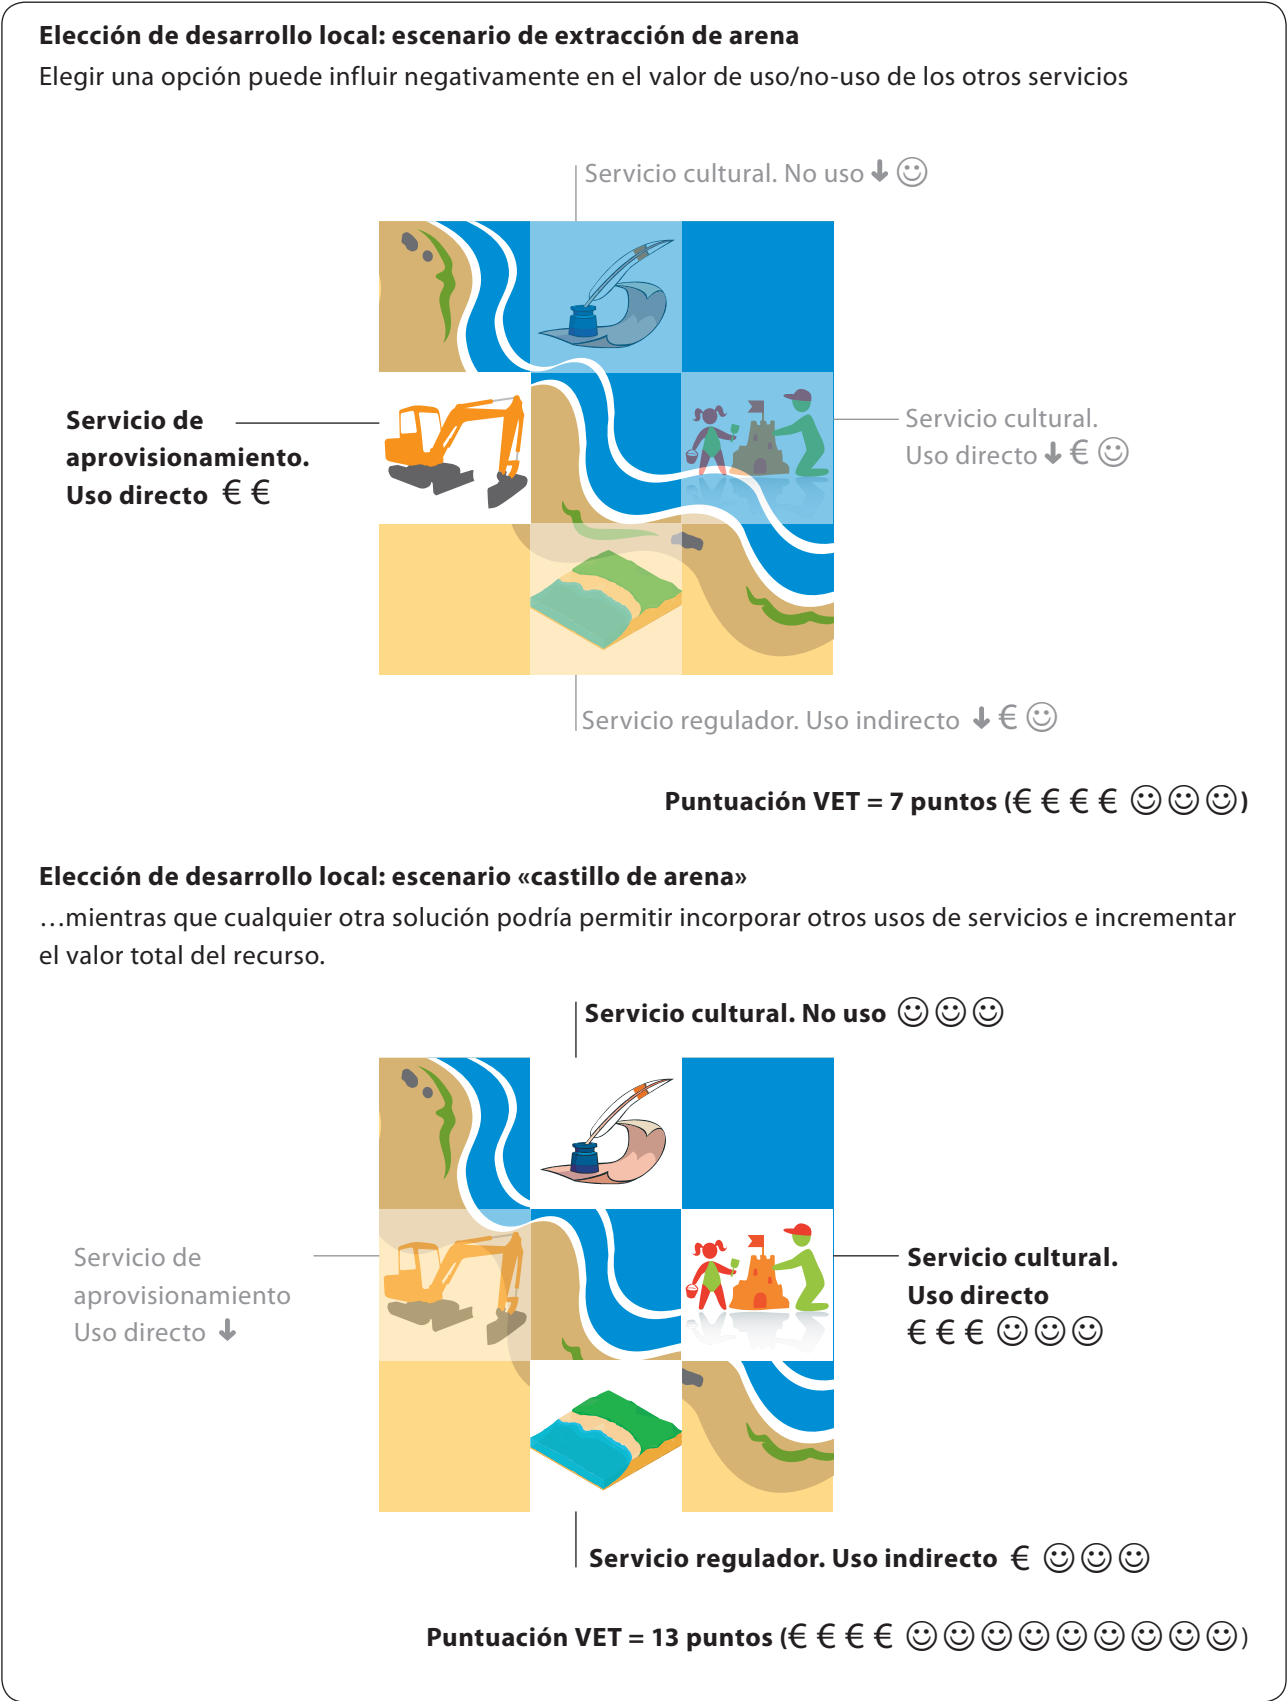 Elección de desarrollo local: escenario de extracción de arena
Elegir una opción puede influir negativamente en el valor de uso/no-uso de los otros servicios
Servicio cultural. No uso ↓ ☺
Servicio de
aprovisionamiento.
Uso directo € €
Servicio cultural.
Uso directo ↓ € ☺
Servicio regulador. Uso indirecto ↓ € ☺
Puntuación VET = 7 puntos (€ € € € ☺ ☺ ☺)
Elección de desarrollo local: escenario «castillo de arena»
…mientras que cualquier otra solución podría permitir incorporar otros usos de servicios e incrementar
el valor total del recurso.
Servicio cultural. No uso ☺ ☺ ☺
Servicio de
aprovisionamiento
Uso directo ↓
Servicio cultural.
Uso directo
€ € € ☺ ☺ ☺
Servicio regulador. Uso indirecto € ☺ ☺ ☺
Puntuación VET = 13 puntos (€ € € € ☺ ☺ ☺ ☺ ☺ ☺ ☺ ☺ ☺)